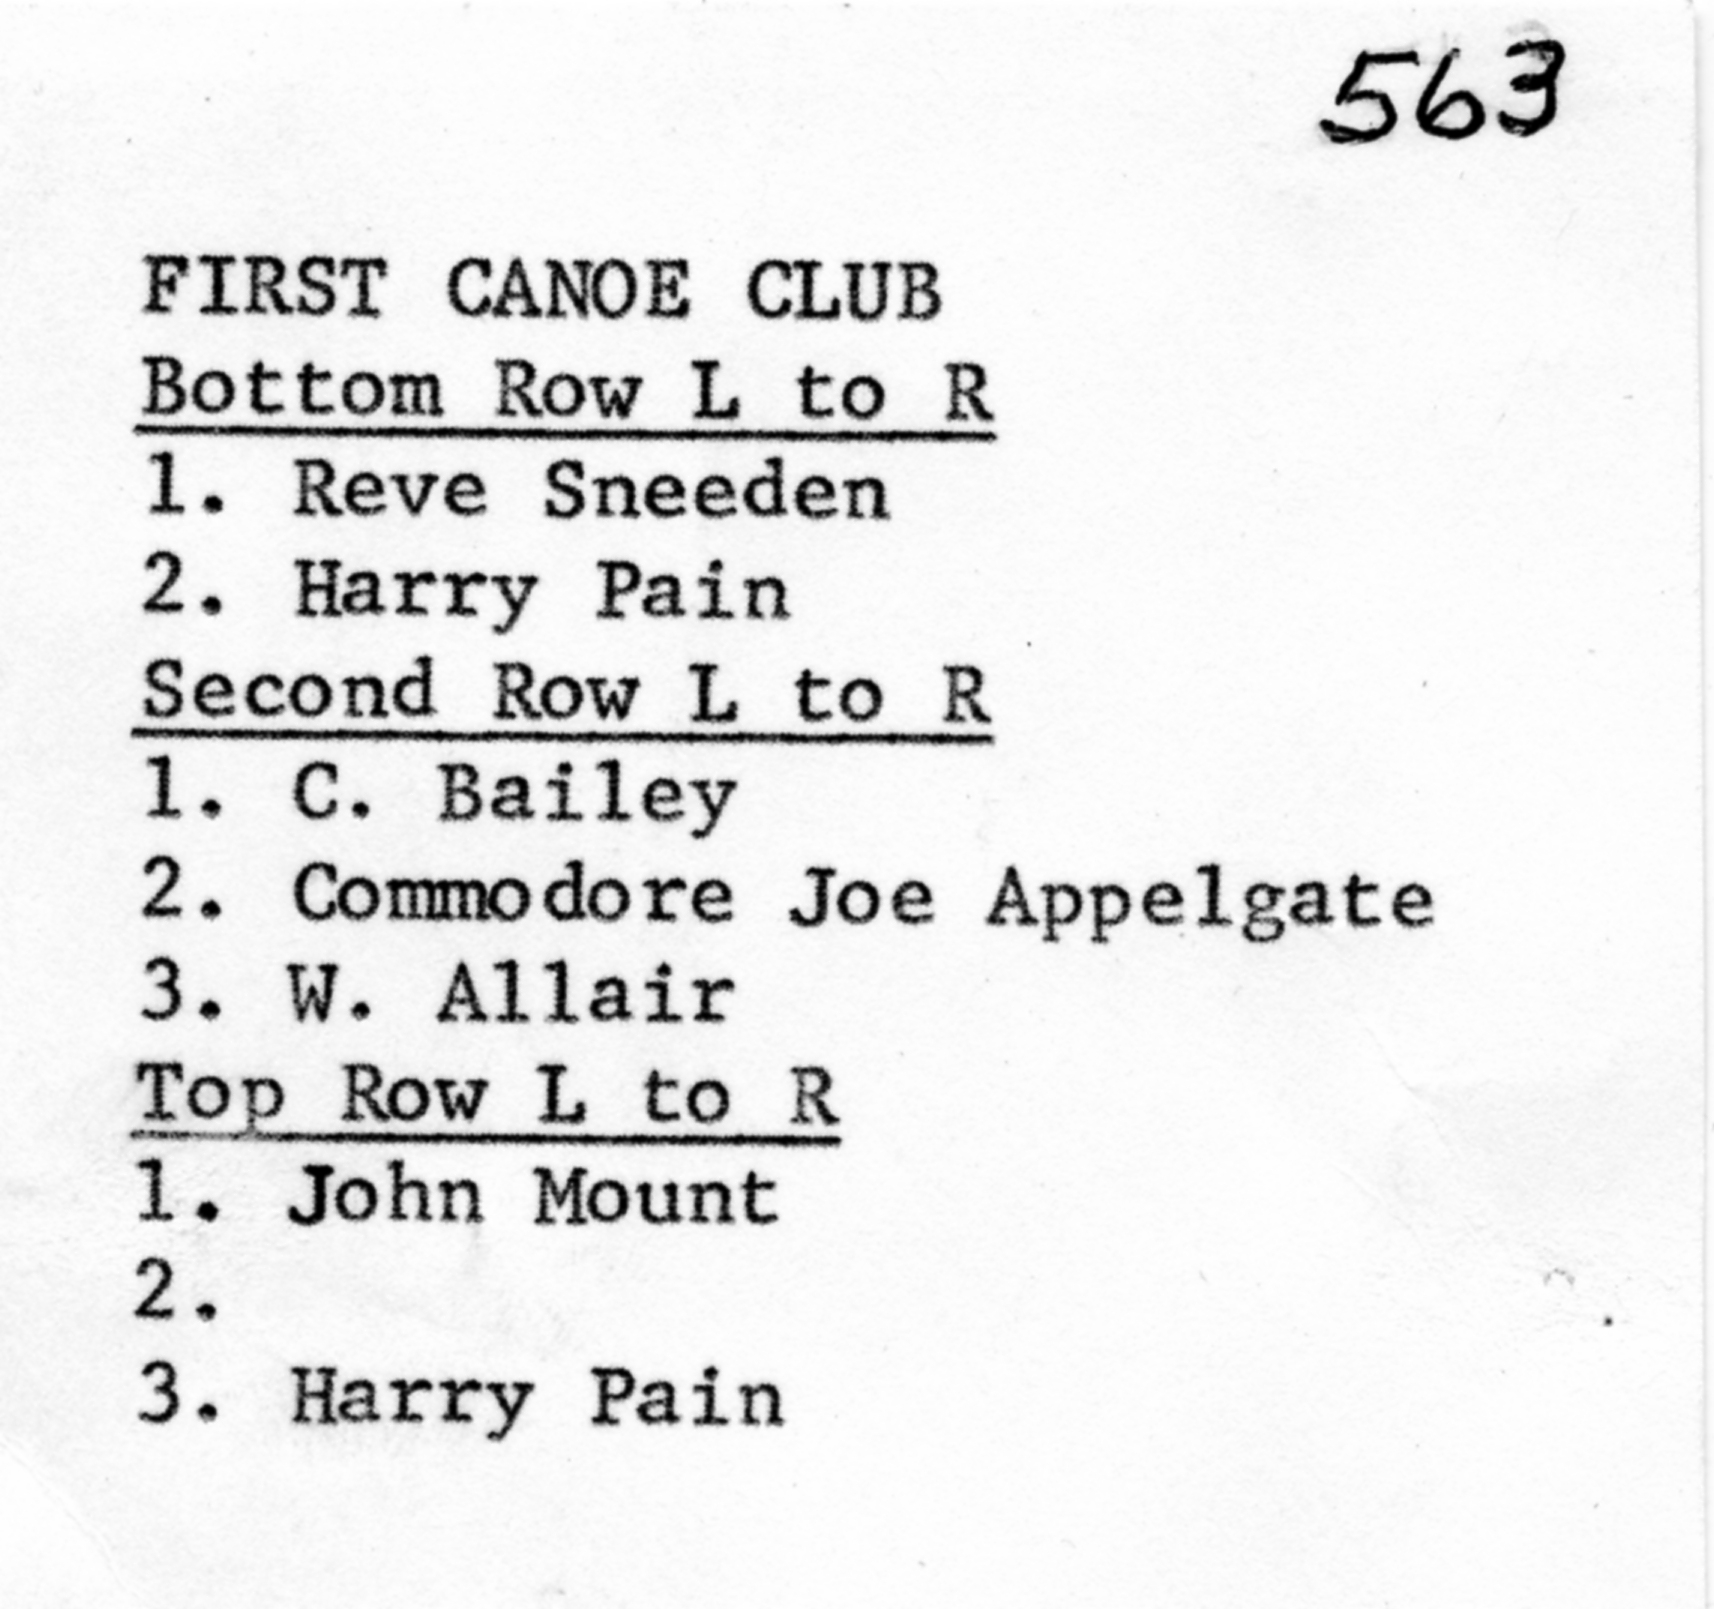 563
FIRST CANOE CLUB
Bottom Row L to R
1. Reve Sneeden
2. Harry Pain
Second Row L to R
1. C. Bailey
2. Commodore Joe Appelgate
3. W. Allair
Top Row L to R
1. John Mount
2.
3. Harry Pain